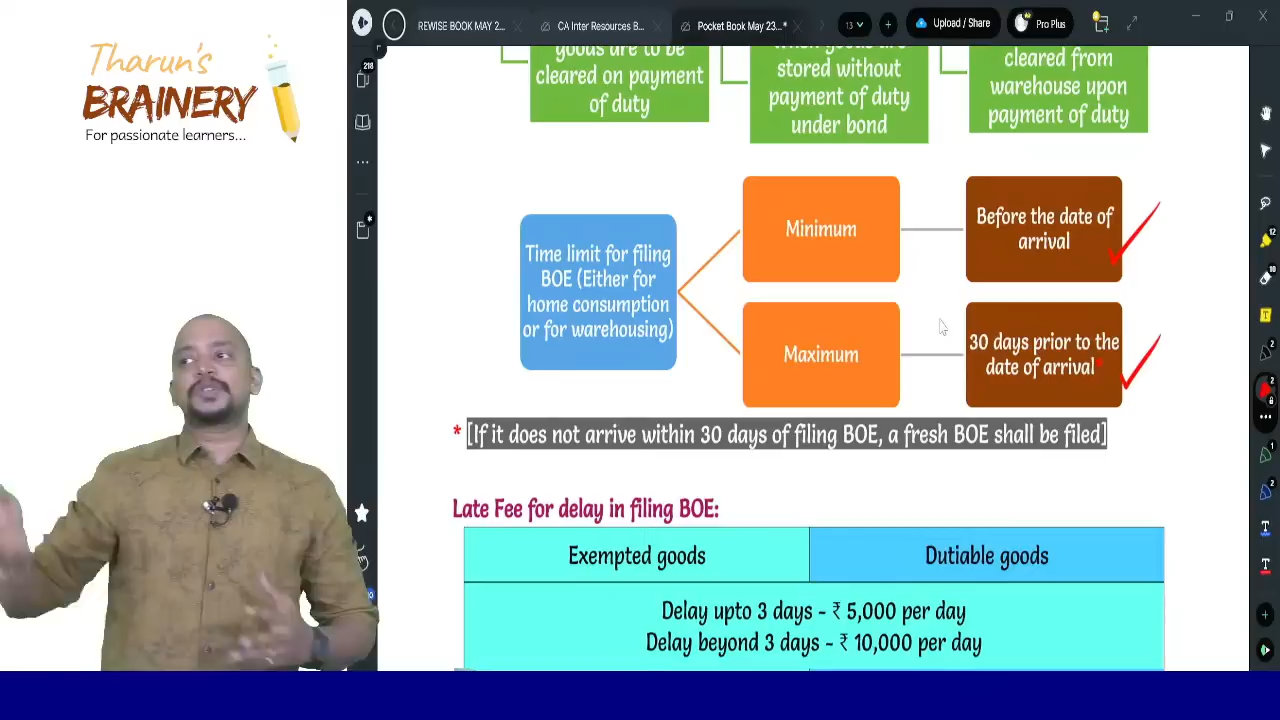 Tharun's
BRAINERY
For passionate learners...
REWISE BOOK MAY 2...
CA Inter Resources B...
Pocket Book May 23...*
13
Upload / Share
Pro Plus
218
goods are to be
cleared on payment
of duty
when goods are
stored without
payment of duty
under bond
cleared from
warehouse upon
payment of duty
Time limit for filing
BOE (Either for
home consumption
or for warehousing)
Minimum
Before the date of
arrival
Maximum
30 days prior to the
date of arrival*
* [If it does not arrive within 30 days of filing BOE, a fresh BOE shall be filed]
Late Fee for delay in filing BOE:
Exempted goods
Dutiable goods
Delay upto 3 days - ₹ 5,000 per day
Delay beyond 3 days - ₹ 10,000 per day